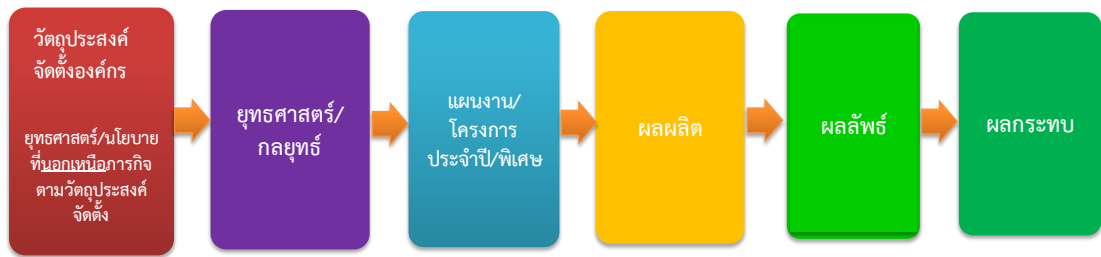 วัตถุประสงค์
จัดตั้งองค์กร
ยุทธศาสตร์/นโยบาย
ที่นอกเหนือภารกิจ
ตามวัตถุประสงค์
จัดตั้ง
ยุทธศาสตร์/
กลยุทธ์
แผนงาน/
โครงการ
ประจำปี/พิเศษ
ผลผลิต
ผลลัพธ์
ผลกระทบ